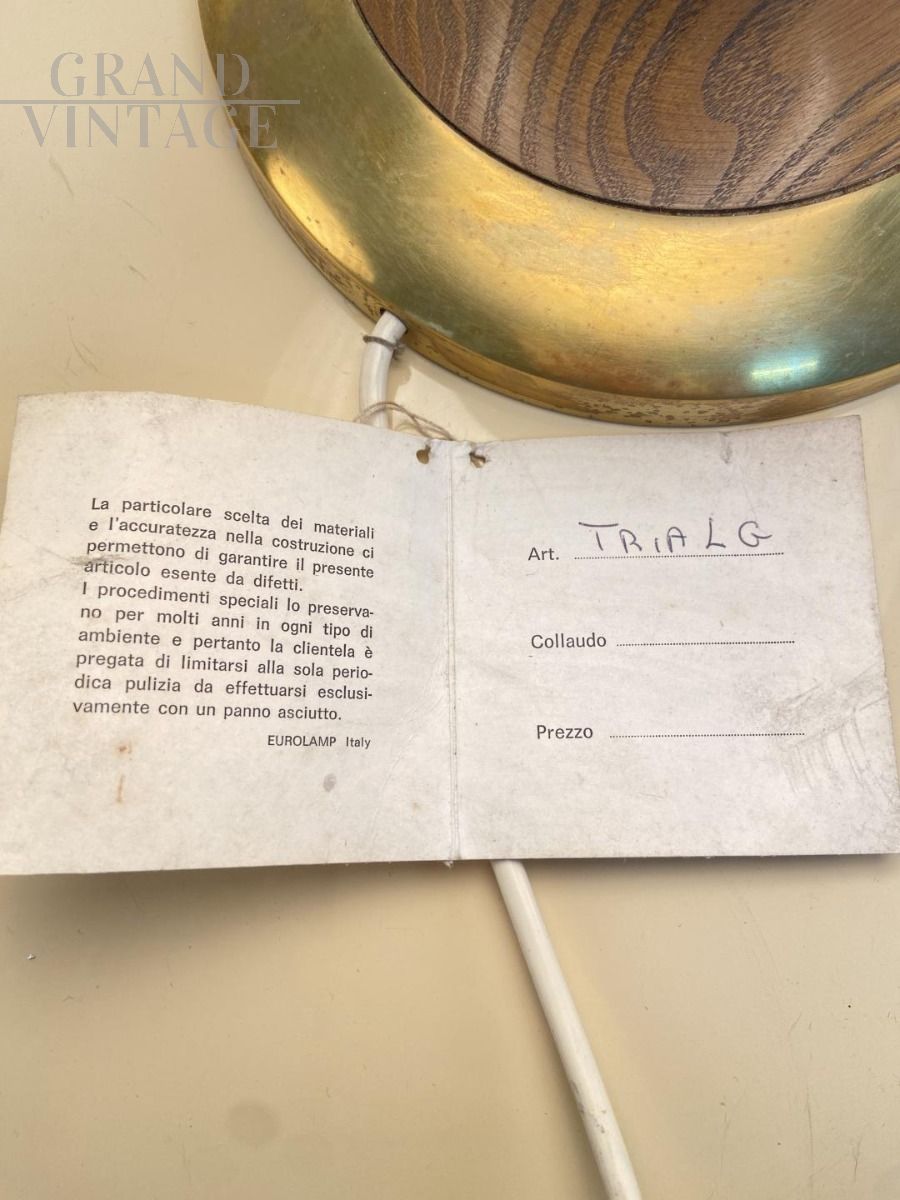 GRAND
VINTAGE
La particolare scelta dei materiali
e l'accuratezza nella costruzione ci
permettono di garantire il presente
articolo esente da difetti.
I procedimenti speciali lo preserva-
no per molti anni in ogni tipo di
ambiente e pertanto la clientela è
pregata di limitarsi alla sola perio-
dica pulizia da effettuarsi esclusi-
vamente con un panno asciutto.
EUROLAMP Italy
Art. TRIALG
Collaudo
Prezzo